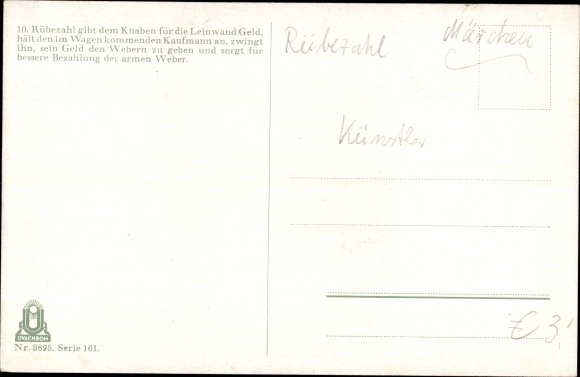 10. Rübezahl gibt dem Knaben für die Leinwand Geld,
hält den im Wagen kommenden Kaufmann an, zwingt
ihn, sein Geld den Webern zu geben und sorgt für
bessere Bezahlung der armen Weber.
Rübezahl
Märchen
Künstler
UVACHROM
Nr. 3895. Serie 161.
€ 3